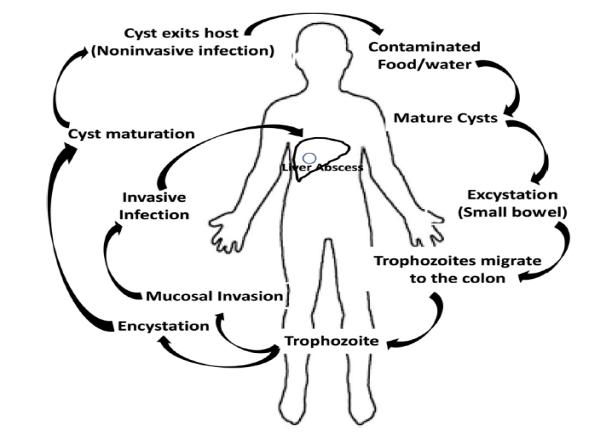 Cyst exits host
(Noninvasive infection)
Contaminated
Food/water
Mature Cysts
Cyst maturation
Liver Abscess
Invasive
Infection
Excystation
(Small bowel)
Trophozoites migrate
to the colon
Mucosal Invasion
Encystation
Trophozoite